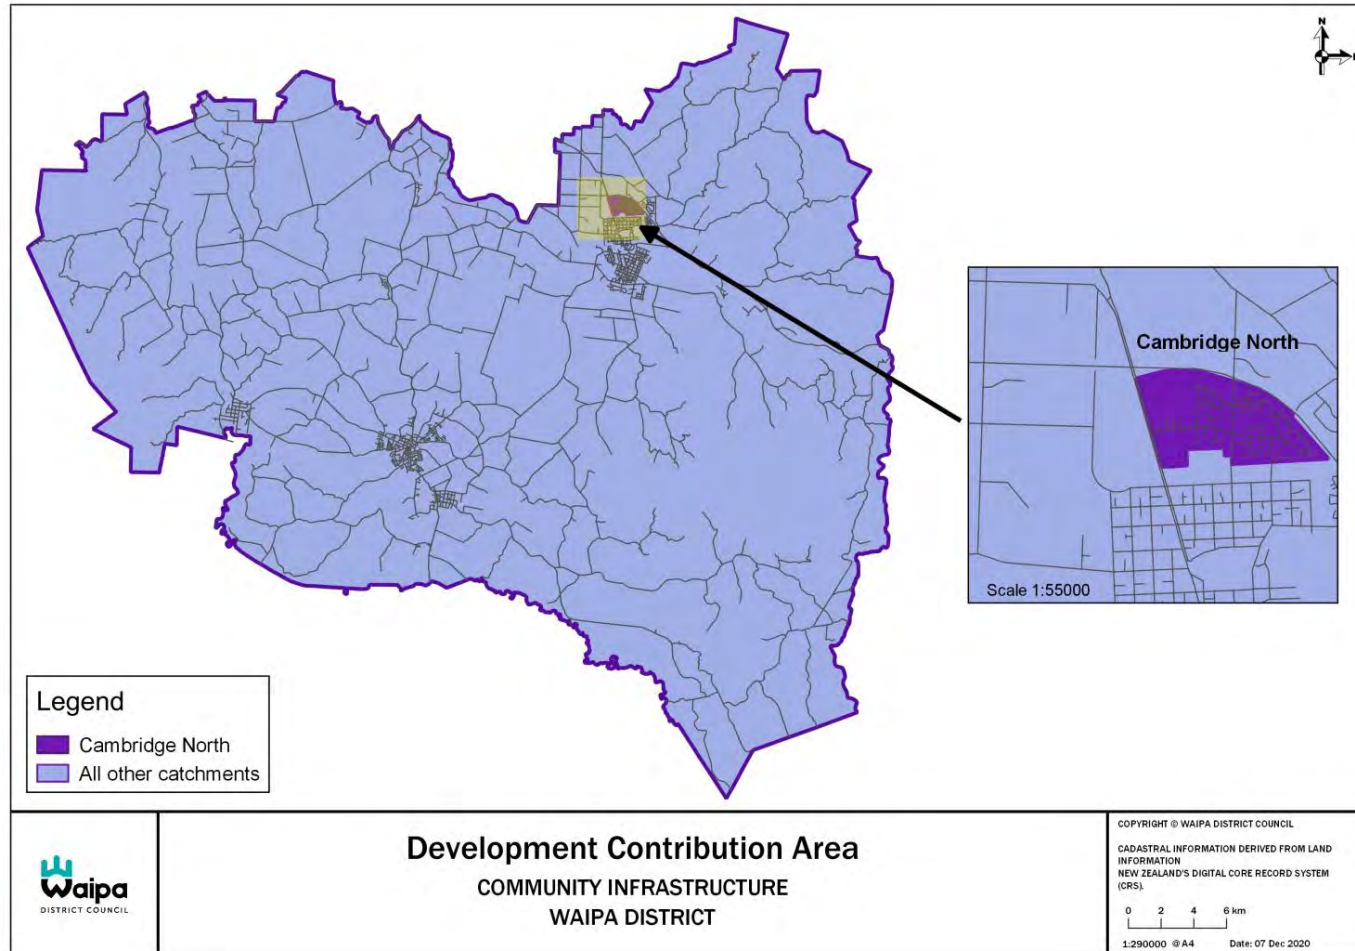 N
Cambridge North
Scale 1:55000
Legend
Cambridge North
All other catchments
Waipa
DISTRICT COUNCIL
Development Contribution Area
COMMUNITY INFRASTRUCTURE
WAIPA DISTRICT
COPYRIGHT © WAIPA DISTRICT COUNCIL
CADASTRAL INFORMATION DERIVED FROM LAND
INFORMATION
NEW ZEALAND'S DIGITAL CORE RECORD SYSTEM
(CRS).
0 2 4 6 km
1:290000 @ A4 Date: 07 Dec 2020